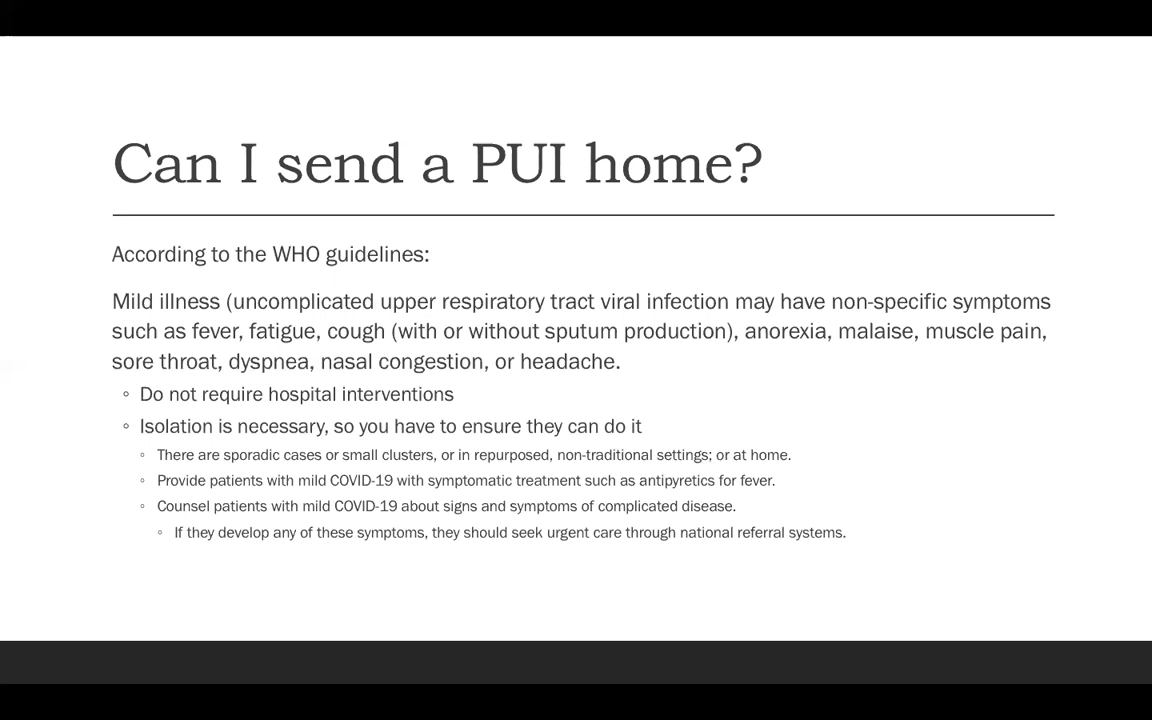 Can I send a PUI home?
According to the WHO guidelines:
Mild illness (uncomplicated upper respiratory tract viral infection may have non-specific symptoms
such as fever, fatigue, cough (with or without sputum production), anorexia, malaise, muscle pain,
sore throat, dyspnea, nasal congestion, or headache.
◦ Do not require hospital interventions
◦ Isolation is necessary, so you have to ensure they can do it
◦ There are sporadic cases or small clusters, or in repurposed, non-traditional settings; or at home.
◦ Provide patients with mild COVID-19 with symptomatic treatment such as antipyretics for fever.
◦ Counsel patients with mild COVID-19 about signs and symptoms of complicated disease.
◦ If they develop any of these symptoms, they should seek urgent care through national referral systems.